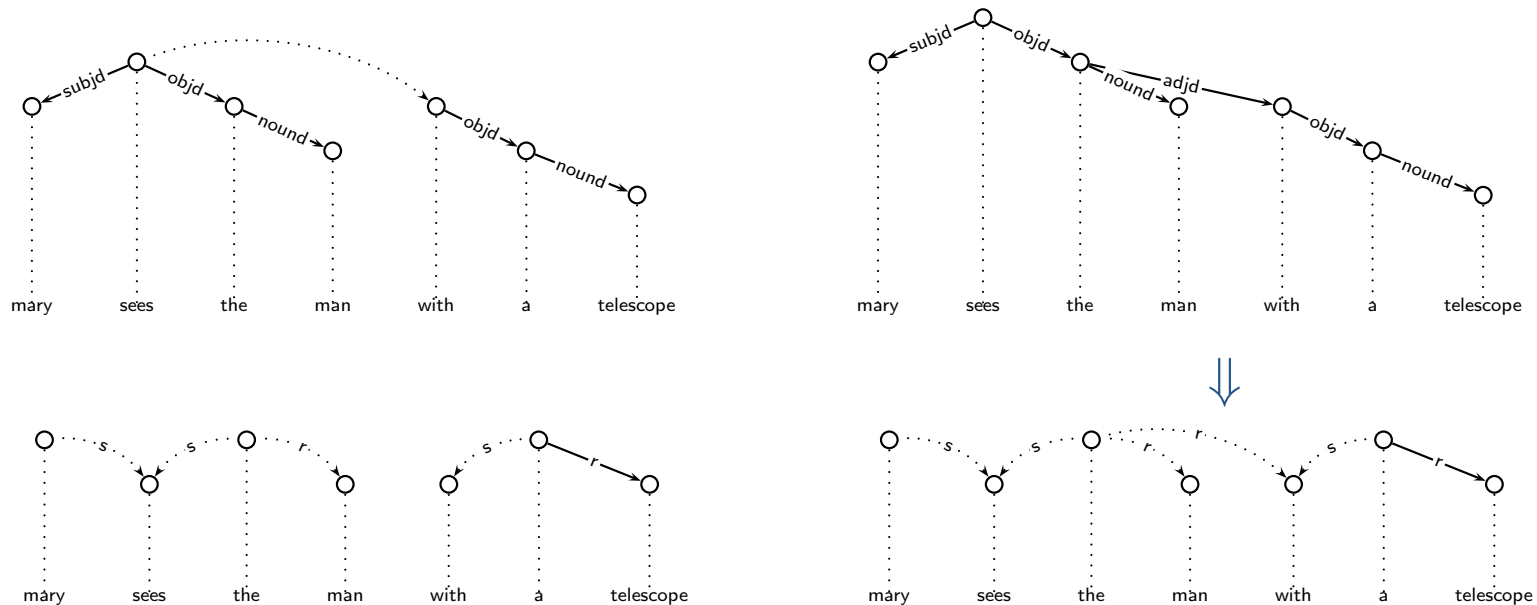 subjd objd nound objd nound
mary sees the man with a telescope
subjd objd nound adjd objd nound
mary sees the man with a telescope
s s r s r
mary sees the man with a telescope
s s r r s r
mary sees the man with a telescope